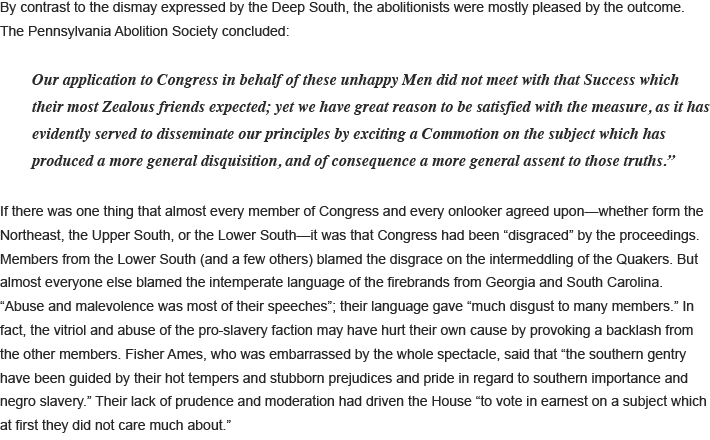 By contrast to the dismay expressed by the Deep South, the abolitionists were mostly pleased by the outcome.
The Pennsylvania Abolition Society concluded:
Our application to Congress in behalf of these unhappy Men did not meet with that Success which
their most Zealous friends expected; yet we have great reason to be satisfied with the measure, as it has
evidently served to disseminate our principles by exciting a Commotion on the subject which has
produced a more general disquisition, and of consequence a more general assent to those truths.”
If there was one thing that almost every member of Congress and every onlooker agreed upon—whether form the
Northeast, the Upper South, or the Lower South—it was that Congress had been “disgraced” by the proceedings.
Members from the Lower South (and a few others) blamed the disgrace on the intermeddling of the Quakers. But
almost everyone else blamed the intemperate language of the firebrands from Georgia and South Carolina.
“Abuse and malevolence was most of their speeches”; their language gave “much disgust to many members.” In
fact, the vitriol and abuse of the pro-slavery faction may have hurt their own cause by provoking a backlash from
the other members. Fisher Ames, who was embarrassed by the whole spectacle, said that “the southern gentry
have been guided by their hot tempers and stubborn prejudices and pride in regard to southern importance and
negro slavery.” Their lack of prudence and moderation had driven the House “to vote in earnest on a subject which
at first they did not care much about.”